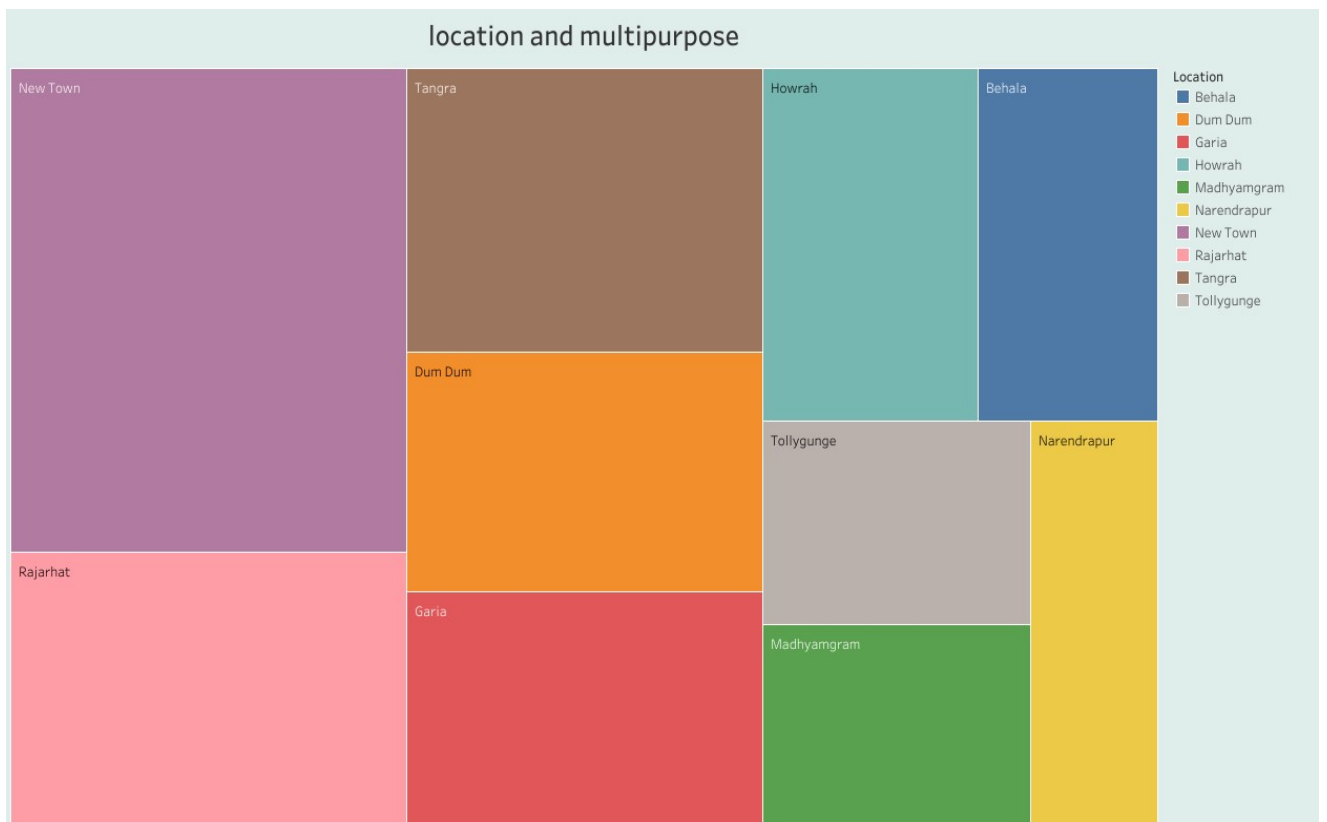 location and multipurpose
New Town
Tangra
Howrah
Behala
Dum Dum
Tollygunge
Narendrapur
Rajarhat
Garia
Madhyamgram
Location
Behala
Dum Dum
Garia
Howrah
Madhyamgram
Narendrapur
New Town
Rajarhat
Tangra
Tollygunge